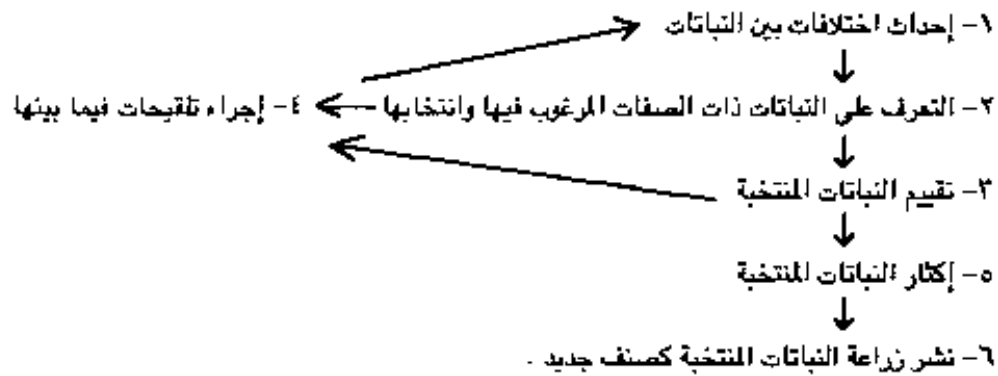 ١- إحداث اختلافات بين النباتات
٢- التعرف على النباتات ذات الصفات المرغوب فيها وانتخابها
٤- إجراء تلقيحات فيما بينها
٣- تقييم النباتات المنتخبة
٥- إكثار النباتات المنتخبة
٦- نشر زراعة النباتات المنتخبة كصنف جديد .